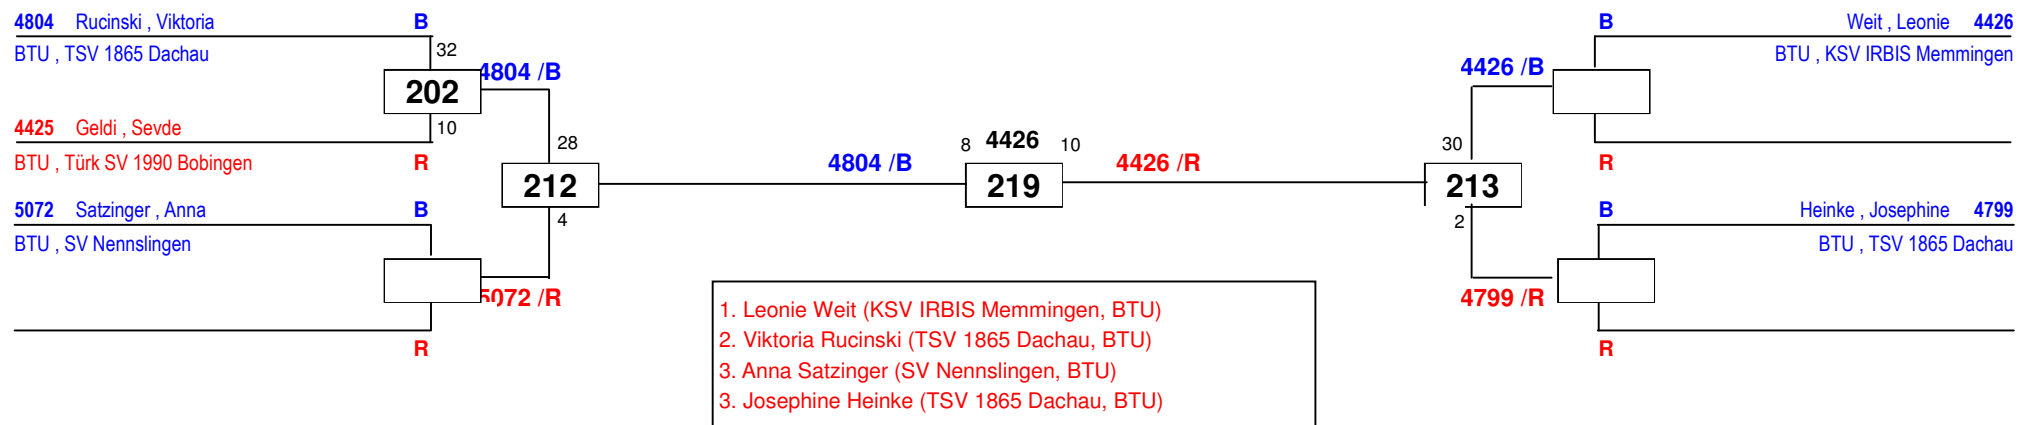 4804 Rucinski , Viktoria B
BTU , TSV 1865 Dachau
32
4804 /B
202
10
4425 Geldi , Sevde
BTU , Türk SV 1990 Bobingen R
5072 Satzinger , Anna B
BTU , SV Nennslingen
5072 /R
R
28
212
4
4804 /B
8 4426 10
219
4426 /R
30
213
2
B Weit , Leonie 4426
BTU , KSV IRBIS Memmingen
4426 /B
R
B Heinke , Josephine 4799
BTU , TSV 1865 Dachau
4799 /R
R
1. Leonie Weit (KSV IRBIS Memmingen, BTU)
2. Viktoria Rucinski (TSV 1865 Dachau, BTU)
3. Anna Satzinger (SV Nennslingen, BTU)
3. Josephine Heinke (TSV 1865 Dachau, BTU)